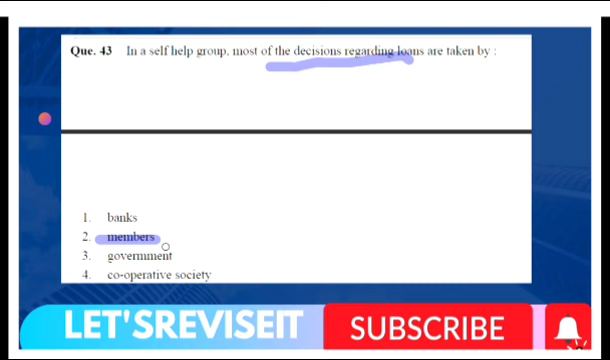 Que. 43 In a self help group, most of the decisions regarding loans are taken by :
1. banks
2. members
3. government
4. co-operative society
LET'SREVISEIT SUBSCRIBE